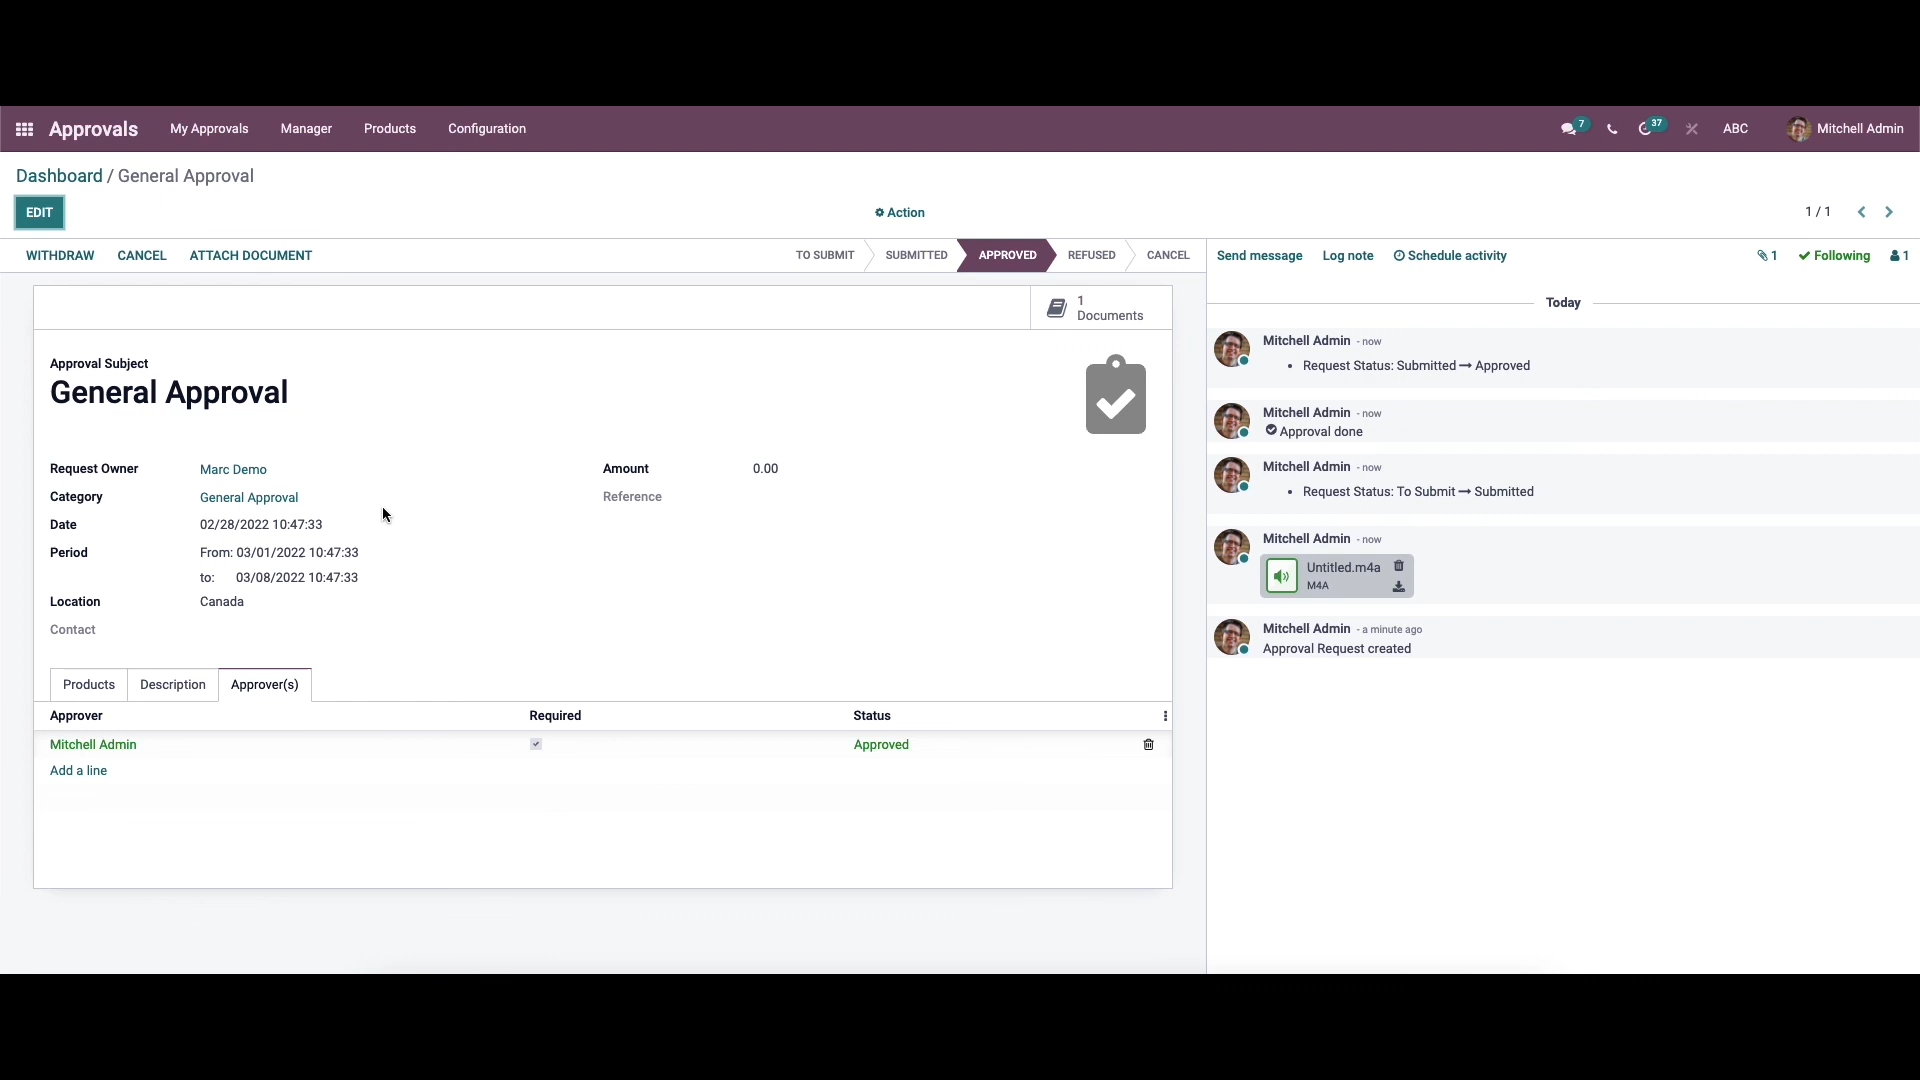 Approvals My Approvals Manager Products Configuration 7 37 ABC Mitchell Admin
Dashboard / General Approval
EDIT Action 1 / 1
WITHDRAW CANCEL ATTACH DOCUMENT TO SUBMIT SUBMITTED APPROVED REFUSED CANCEL
1
Documents
Approval Subject
General Approval
Request Owner Marc Demo Amount 0.00
Category General Approval Reference
Date 02/28/2022 10:47:33
Period From: 03/01/2022 10:47:33
to: 03/08/2022 10:47:33
Location Canada
Contact
Products Description Approver(s)
Approver Required Status
Mitchell Admin Approved
Add a line
Send message Log note Schedule activity 1 Following 1
Today
Mitchell Admin - now
• Request Status: Submitted → Approved
Mitchell Admin - now
Approval done
Mitchell Admin - now
• Request Status: To Submit → Submitted
Mitchell Admin - now
Untitled.m4a
M4A
Mitchell Admin - a minute ago
Approval Request created